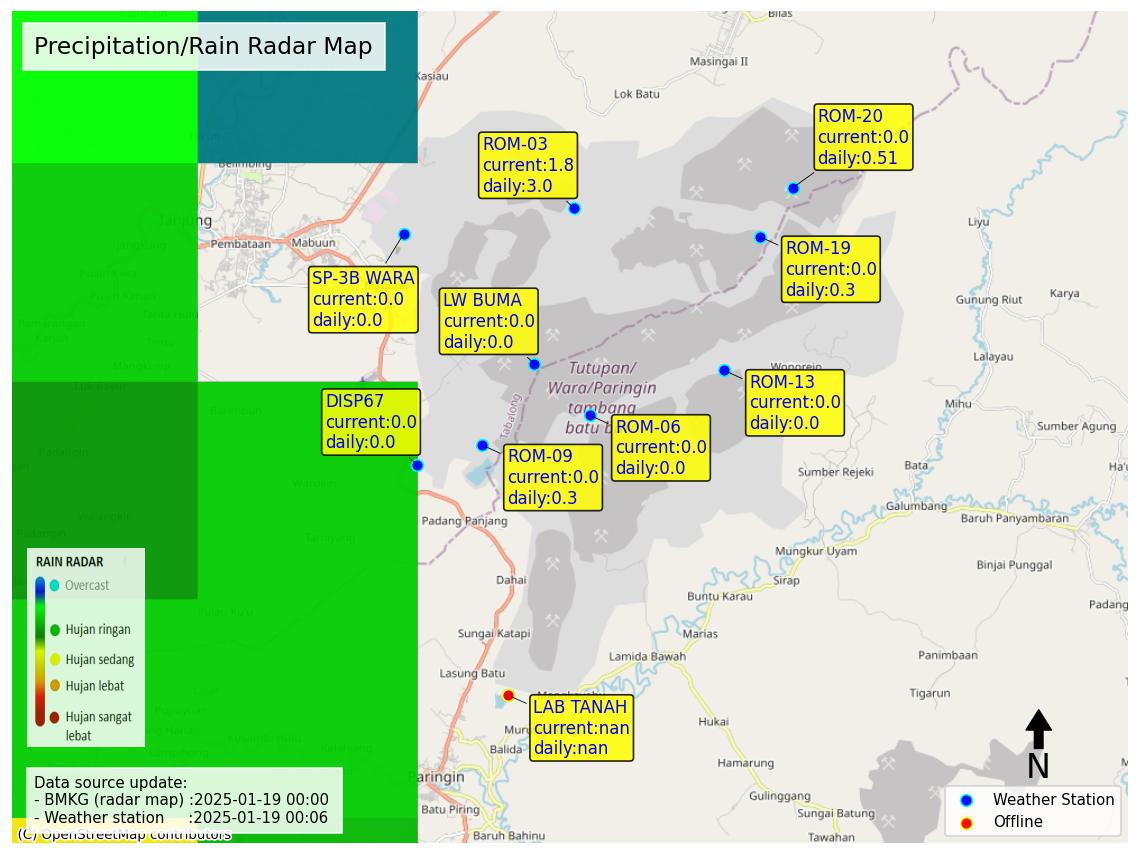 Precipitation/Rain Radar Map
Bilas
Masingai II
Kasiau
Lok Batu
ROM-20
current:0.0
daily:0.51
ROM-03
current:1.8
daily:3.0
Belimbing
Tanjung
Jangkung
Pembataan
Mabuun
Liyu
ROM-19
current:0.0
daily:0.3
SP-3B WARA
current:0.0
daily:0.0
LW BUMA
current:0.0
daily:0.0
Gunung Riut
Karya
Lalayau
Wonorejo
Tutupan/
Wara/Paringin
tambang
batu b
Tabalong
ROM-13
current:0.0
daily:0.0
DISP67
current:0.0
daily:0.0
Mihu
ROM-06
current:0.0
daily:0.0
Sumber Agung
ROM-09
current:0.0
daily:0.3
Sumber Rejeki
Bata
Ha'u
Galumbang
Baruh Panyambaran
Padang Panjang
Mungkur Uyam
Binjai Punggal
Dahai
Sirap
Buntu Karau
Padang
Sungai Katapi
Marias
Lamida Bawah
Panimbaan
Lasung Batu
Tigarun
RAIN RADAR
Overcast
Hujan ringan
Hujan sedang
Hujan lebat
Hujan sangat
lebat
LAB TANAH
current:nan
daily:nan
Muru
Balida
Hukai
Hamarung
Paringin
Gulinggang
N
Data source update:
- BMKG (radar map) :2025-01-19 00:00
- Weather station :2025-01-19 00:06
Batu Piring
Sungai Batung
Baruh Bahinu
Tawahan
(C) OpenStreetMap contributors
Weather Station
Offline